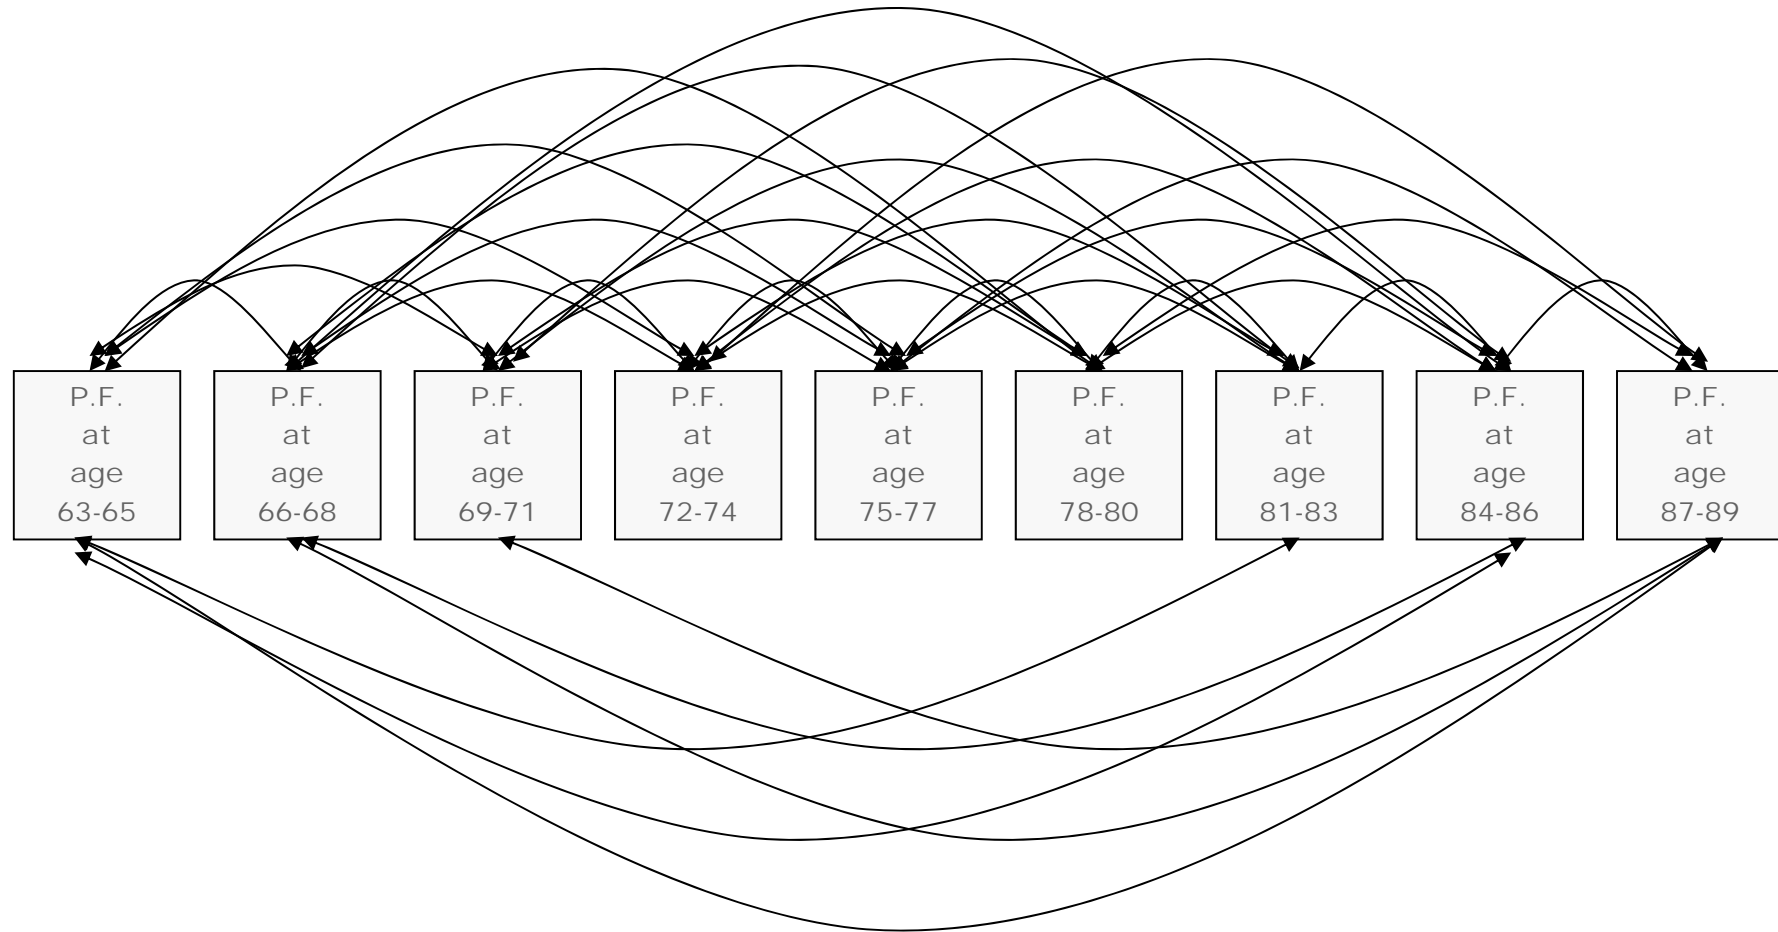 P.F.
at
age
63-65
P.F.
at
age
66-68
P.F.
at
age
69-71
P.F.
at
age
72-74
P.F.
at
age
75-77
P.F.
at
age
78-80
P.F.
at
age
81-83
P.F.
at
age
84-86
P.F.
at
age
87-89